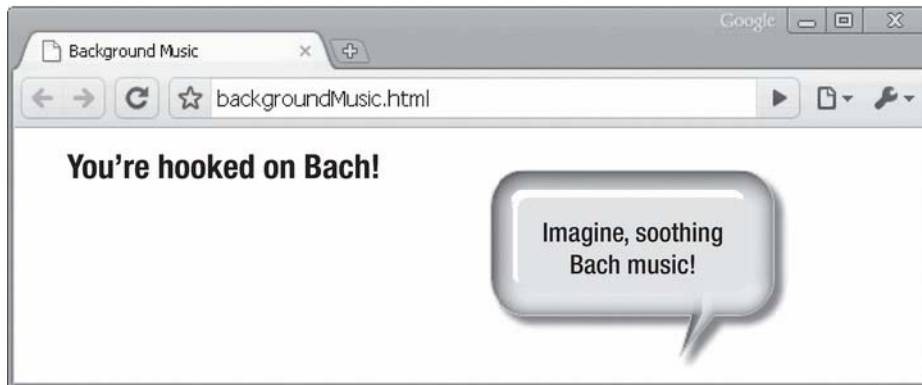 Google
Background Music
backgroundMusic.html
You're hooked on Bach!
Imagine, soothing
Bach music!